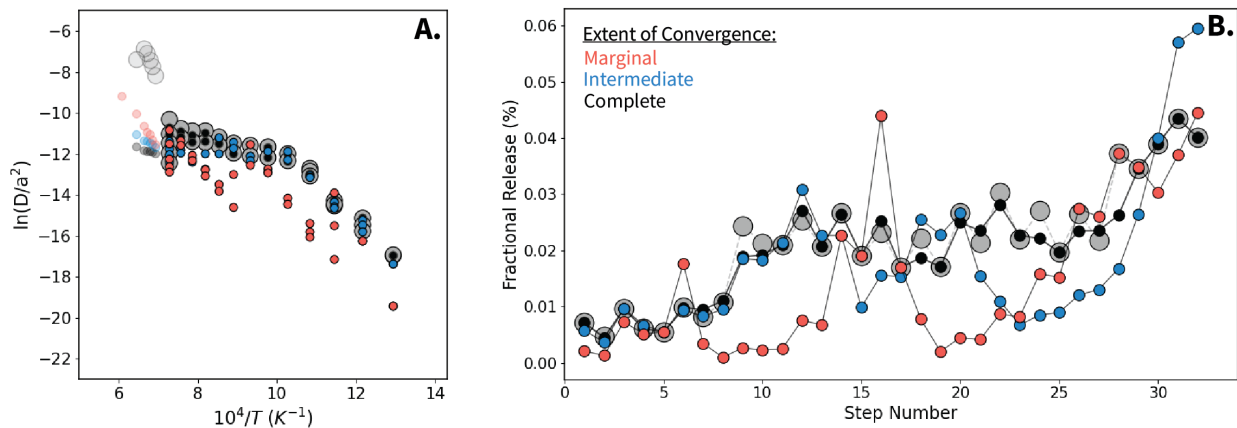 A.
−6
−8
−10
−12
−14
−16
−18
−20
−22
ln(D/a²)
6
8
10
12
14
10⁴/T (K⁻¹)
B.
Extent of Convergence:
Marginal
Intermediate
Complete
0.06
0.05
0.04
0.03
0.02
0.01
0.00
Fractional Release (%)
0
5
10
15
20
25
30
Step Number